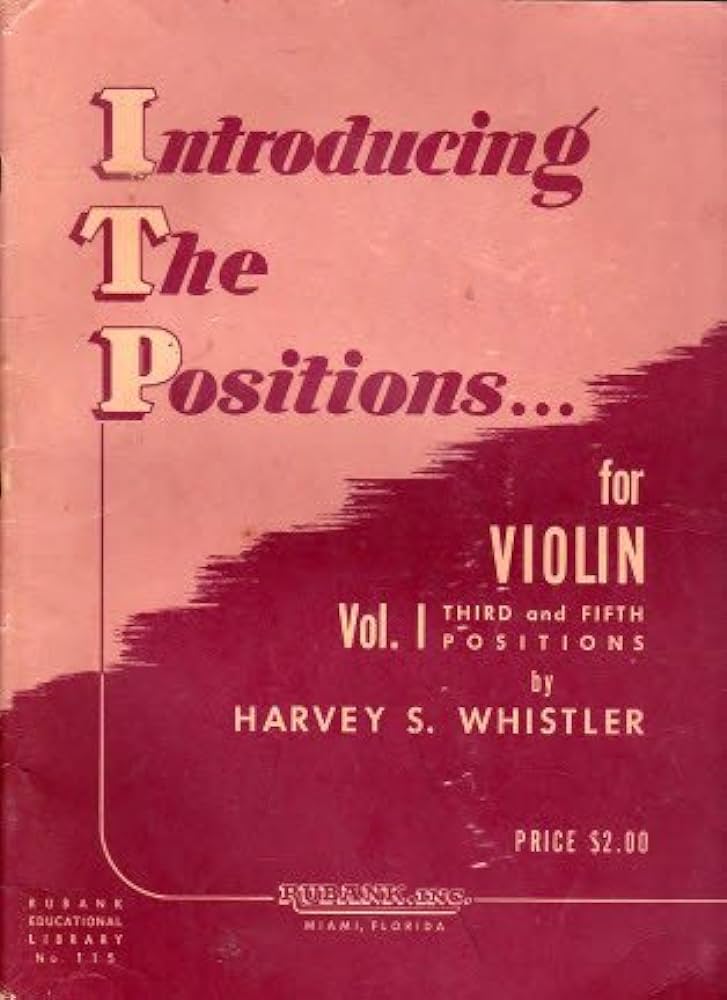 Introducing
The
Positions...
for
VIOLIN
Vol. I THIRD and FIFTH
POSITIONS
by
HARVEY S. WHISTLER
PRICE $2.00
RUBANK, INC.
MIAMI, FLORIDA
RUBANK
EDUCATIONAL
LIBRARY
No. 115